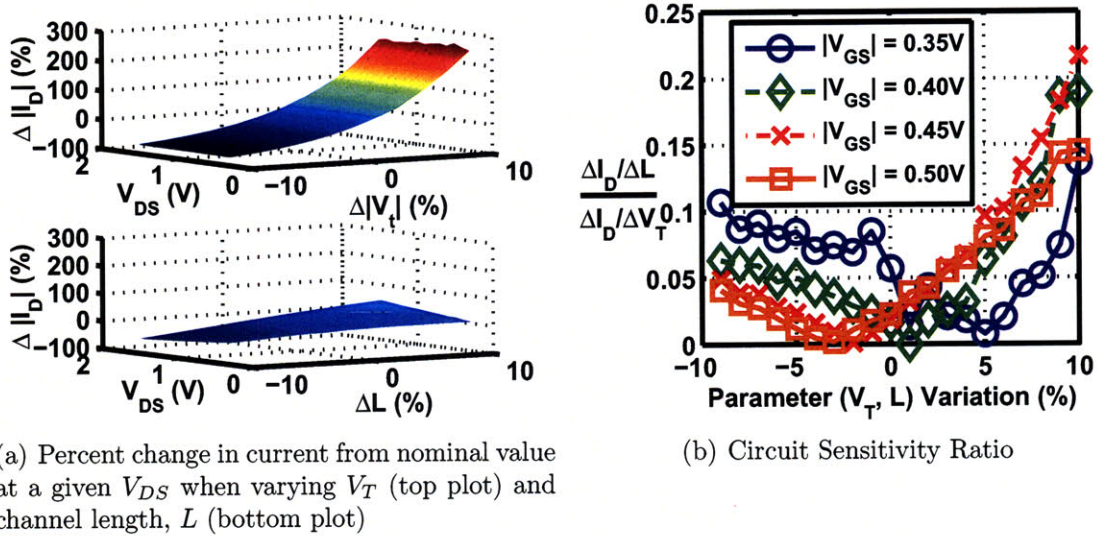 300
200
100
0
−100
Δ |I_D| (%)
2
1
0
V_DS (V)
−10
0
10
Δ|V_t| (%)
300
200
100
0
−100
Δ |I_D| (%)
2
1
0
V_DS (V)
−10
0
10
ΔL (%)
(a) Percent change in current from nominal value
at a given V_DS when varying V_T (top plot) and
channel length, L (bottom plot)
0.25
0.2
0.15
0.1
0.05
0
ΔI_D/ΔL
ΔI_D/ΔV_T
|V_GS| = 0.35V
|V_GS| = 0.40V
|V_GS| = 0.45V
|V_GS| = 0.50V
−10
−5
0
5
10
Parameter (V_T, L) Variation (%)
(b) Circuit Sensitivity Ratio